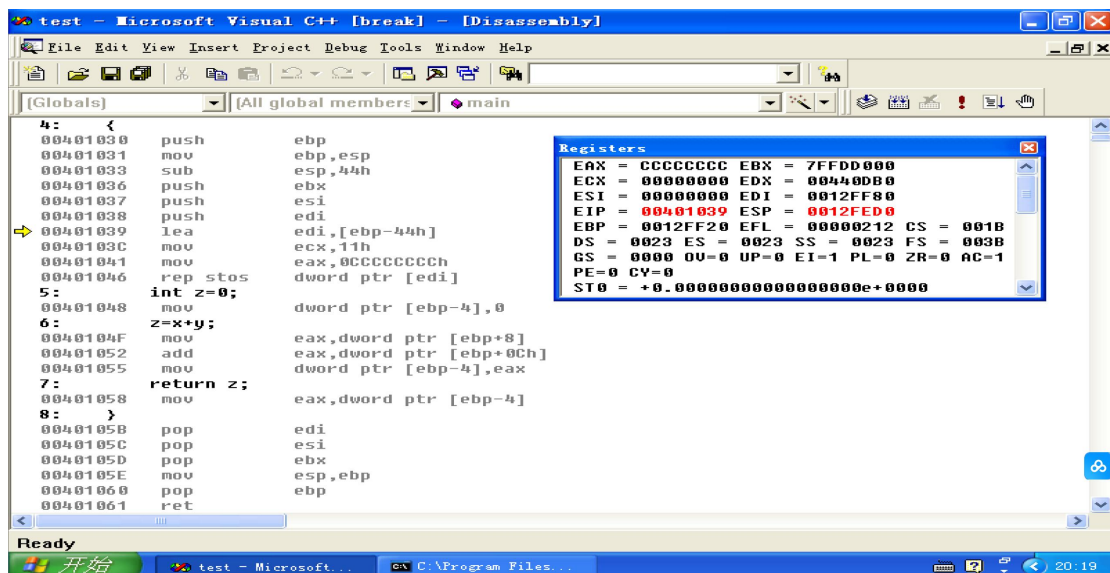 test - Microsoft Visual C++ [break] - [Disassembly]
File Edit View Insert Project Debug Tools Window Help
[Globals] [All global members main
4: {
00401030 push ebp
00401031 mov ebp,esp
00401033 sub esp,44h
00401036 push ebx
00401037 push esi
00401038 push edi
00401039 lea edi,[ebp-44h]
0040103C mov ecx,11h
00401041 mov eax,0CCCCCCCCh
00401046 rep stos dword ptr [edi]
5: int z=0;
00401048 mov dword ptr [ebp-4],0
6: z=x+y;
0040104F mov eax,dword ptr [ebp+8]
00401052 add eax,dword ptr [ebp+0Ch]
00401055 mov dword ptr [ebp-4],eax
7: return z;
00401058 mov eax,dword ptr [ebp-4]
8: }
0040105B pop edi
0040105C pop esi
0040105D pop ebx
0040105E mov esp,ebp
00401060 pop ebp
00401061 ret
Registers
EAX = CCCCCCCC EBX = 7FFDD000
ECX = 00000000 EDX = 00440DB0
ESI = 00000000 EDI = 0012FF80
EIP = 00401039 ESP = 0012FED0
EBP = 0012FF20 EFL = 00000212 CS = 001B
DS = 0023 ES = 0023 SS = 0023 FS = 003B
GS = 0000 OV=0 UP=0 EI=1 PL=0 ZR=0 AC=1
PE=0 CY=0
ST0 = +0.00000000000000000e+0000
Ready
开始 test - Microsoft... C:\Program Files... 20:19